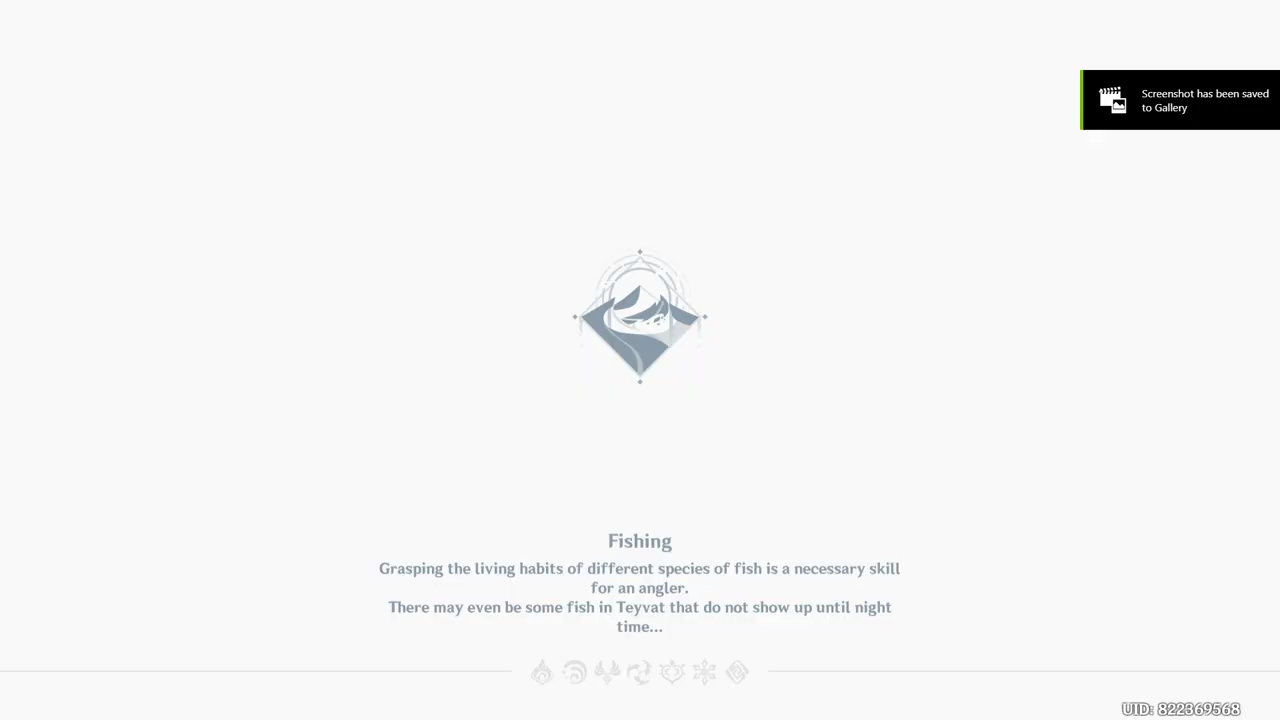 Screenshot has been saved
to Gallery
Fishing
Grasping the living habits of different species of fish is a necessary skill
for an angler.
There may even be some fish in Teyvat that do not show up until night
time...
UID: 822369568